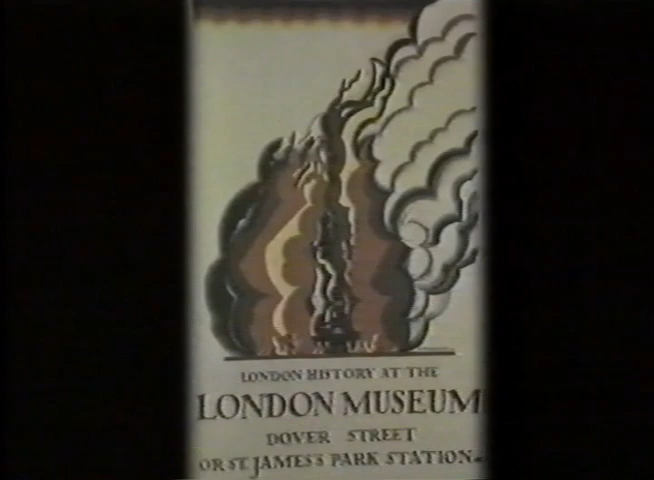 LONDON HISTORY AT THE
LONDON MUSEUM
DOVER STREET
OR ST. JAMES'S PARK STATION.